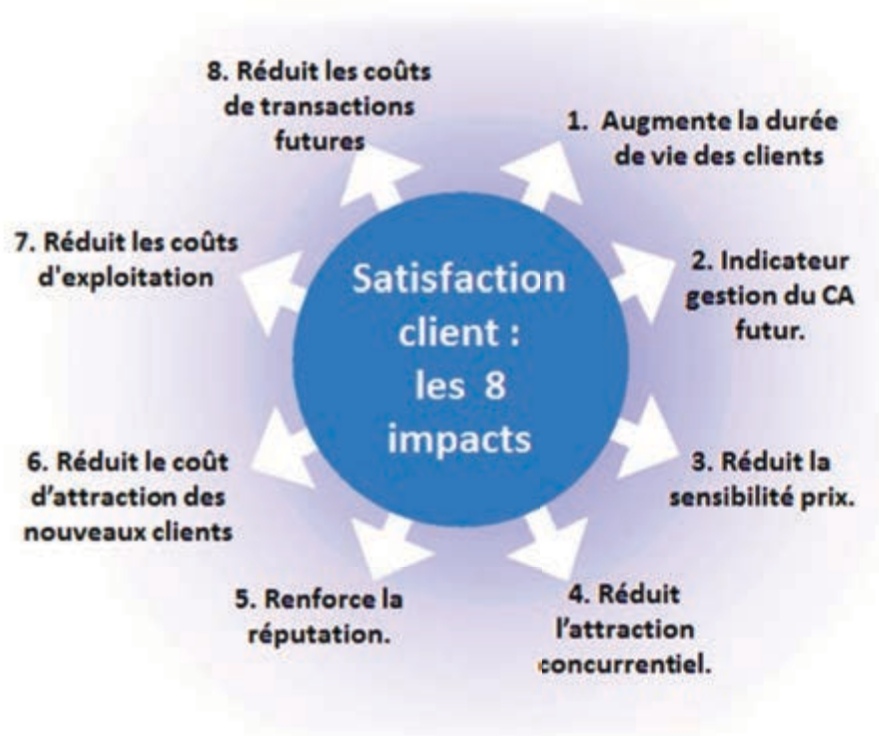 Satisfaction
client :
les 8
impacts
1. Augmente la durée
de vie des clients
2. Indicateur
gestion du CA
futur.
3. Réduit la
sensibilité prix.
4. Réduit
l’attraction
concurrentiel.
5. Renforce la
réputation.
6. Réduit le coût
d’attraction des
nouveaux clients
7. Réduit les coûts
d'exploitation
8. Réduit les coûts
de transactions
futures